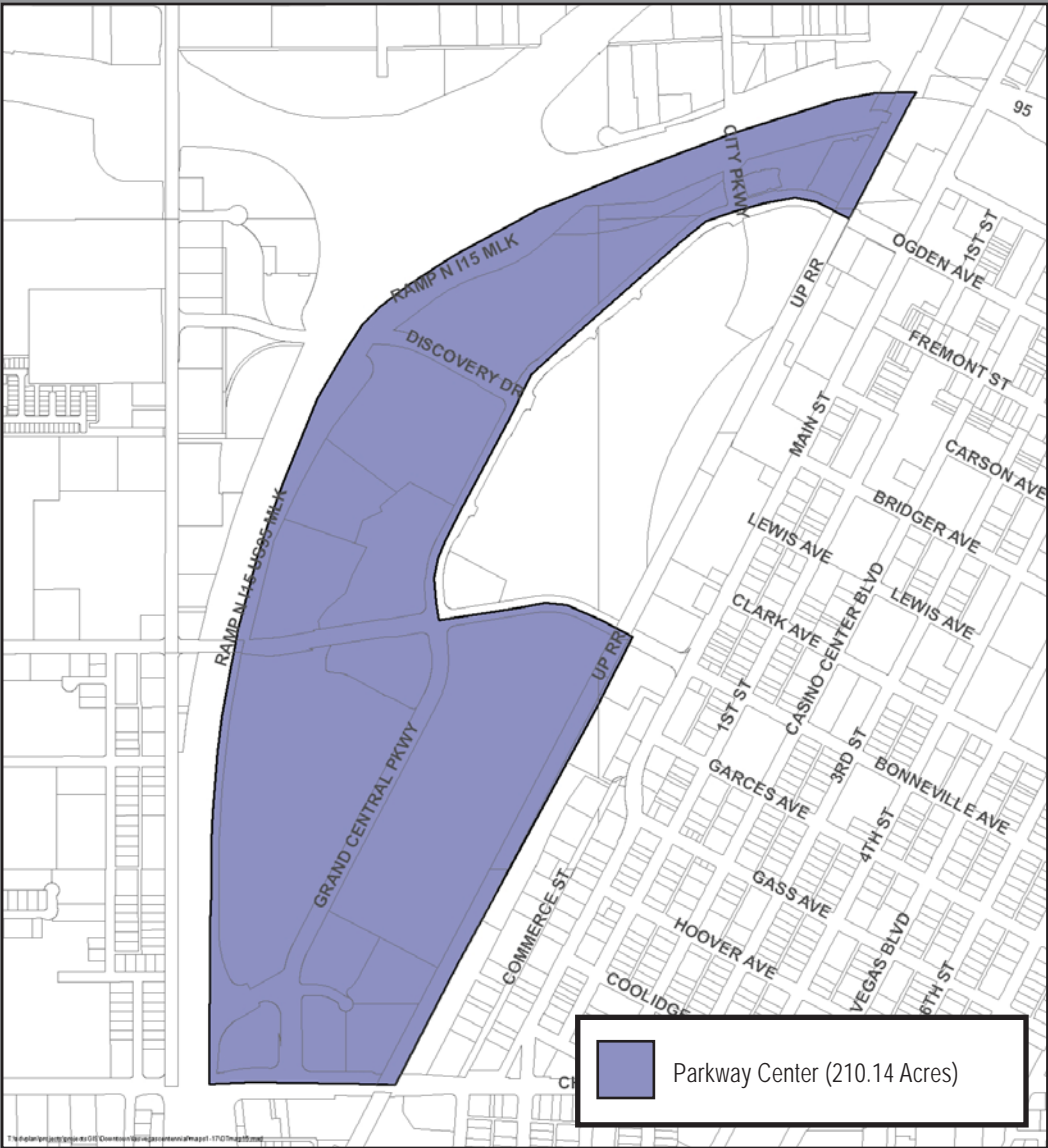 95
CITY PKWY
1ST ST
OGDEN AVE
RAMP N I15 MLK
UP RR
DISCOVERY DR
FREMONT ST
MAIN ST
CARSON AVE
BRIDGER AVE
LEWIS AVE
RAMP N I15 US95 MLK
LEWIS AVE
CLARK AVE
CASINO CENTER BLVD
UP RR
1ST ST
3RD ST
BONNEVILLE AVE
GARCES AVE
GRAND CENTRAL PKWY
4TH ST
GASS AVE
COMMERCE ST
HOOVER AVE
VEGAS BLVD
6TH ST
COOLIDGE
Parkway Center (210.14 Acres)